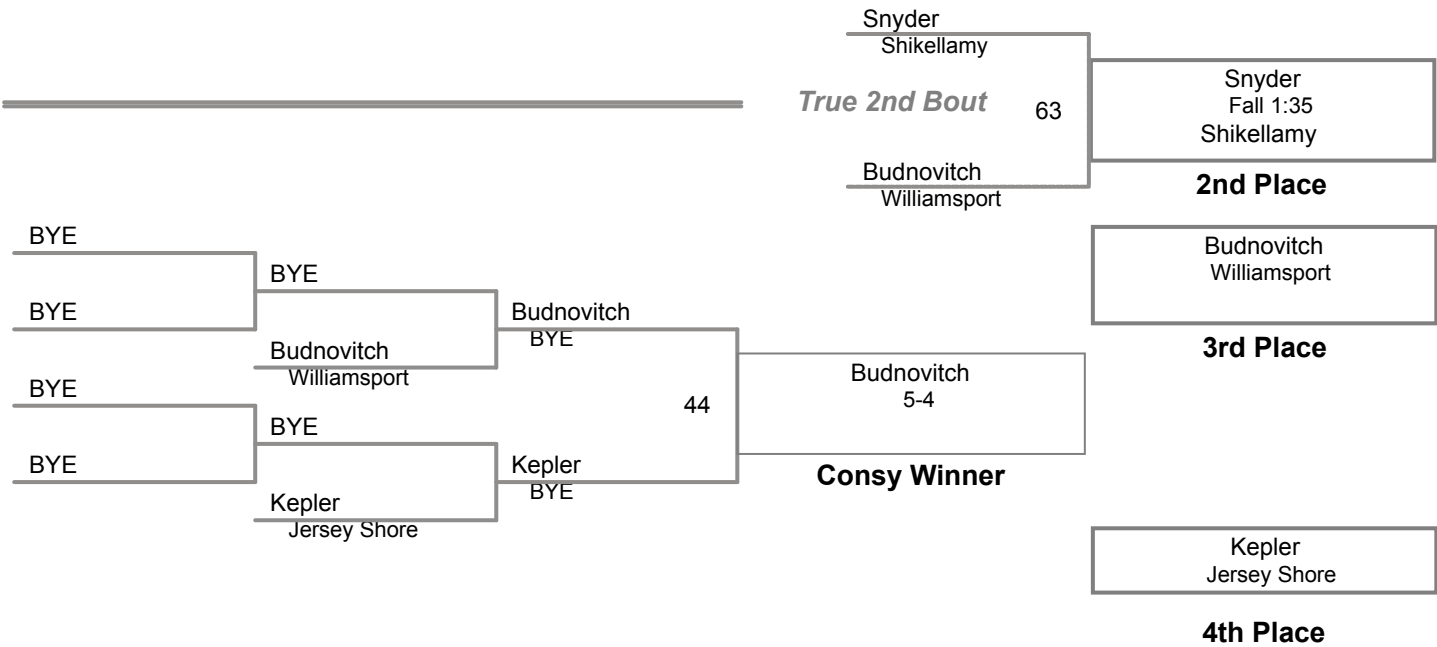 Snyder
Shikellamy
True 2nd Bout
63
Snyder
Fall 1:35
Shikellamy
Budnovitch
Williamsport
2nd Place
BYE
BYE
BYE
Budnovitch
Williamsport
Budnovitch
BYE
Budnovitch
Williamsport
3rd Place
BYE
BYE
BYE
Kepler
Jersey Shore
Kepler
BYE
44
Budnovitch
5-4
Consy Winner
Kepler
Jersey Shore
4th Place